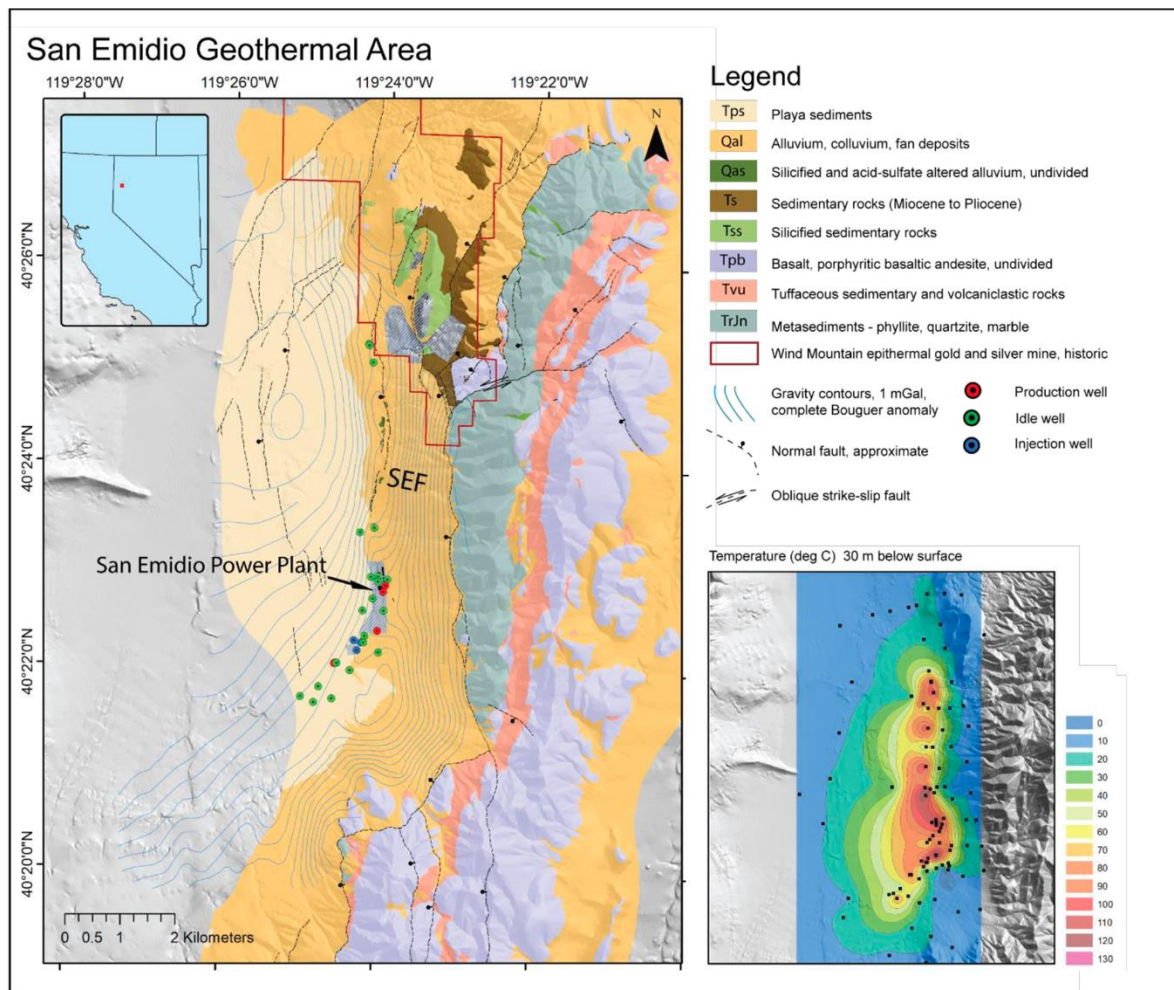 San Emidio Geothermal Area
119°28'0"W
119°26'0"W
119°24'0"W
119°22'0"W
40°26'0"N
40°24'0"N
40°22'0"N
40°20'0"N
N
SEF
San Emidio Power Plant
0 0.5 1 2 Kilometers
Legend
Tps Playa sediments
Qal Alluvium, colluvium, fan deposits
Qas Silicified and acid-sulfate altered alluvium, undivided
Ts Sedimentary rocks (Miocene to Pliocene)
Tss Silicified sedimentary rocks
Tpb Basalt, porphyritic basaltic andesite, undivided
Tvu Tuffaceous sedimentary and volcaniclastic rocks
TrJn Metasediments - phyllite, quartzite, marble
Wind Mountain epithermal gold and silver mine, historic
Gravity contours, 1 mGal,
complete Bouguer anomaly
Normal fault, approximate
Oblique strike-slip fault
Production well
Idle well
Injection well
Temperature (deg C) 30 m below surface
0
10
20
30
40
50
60
70
80
90
100
110
120
130